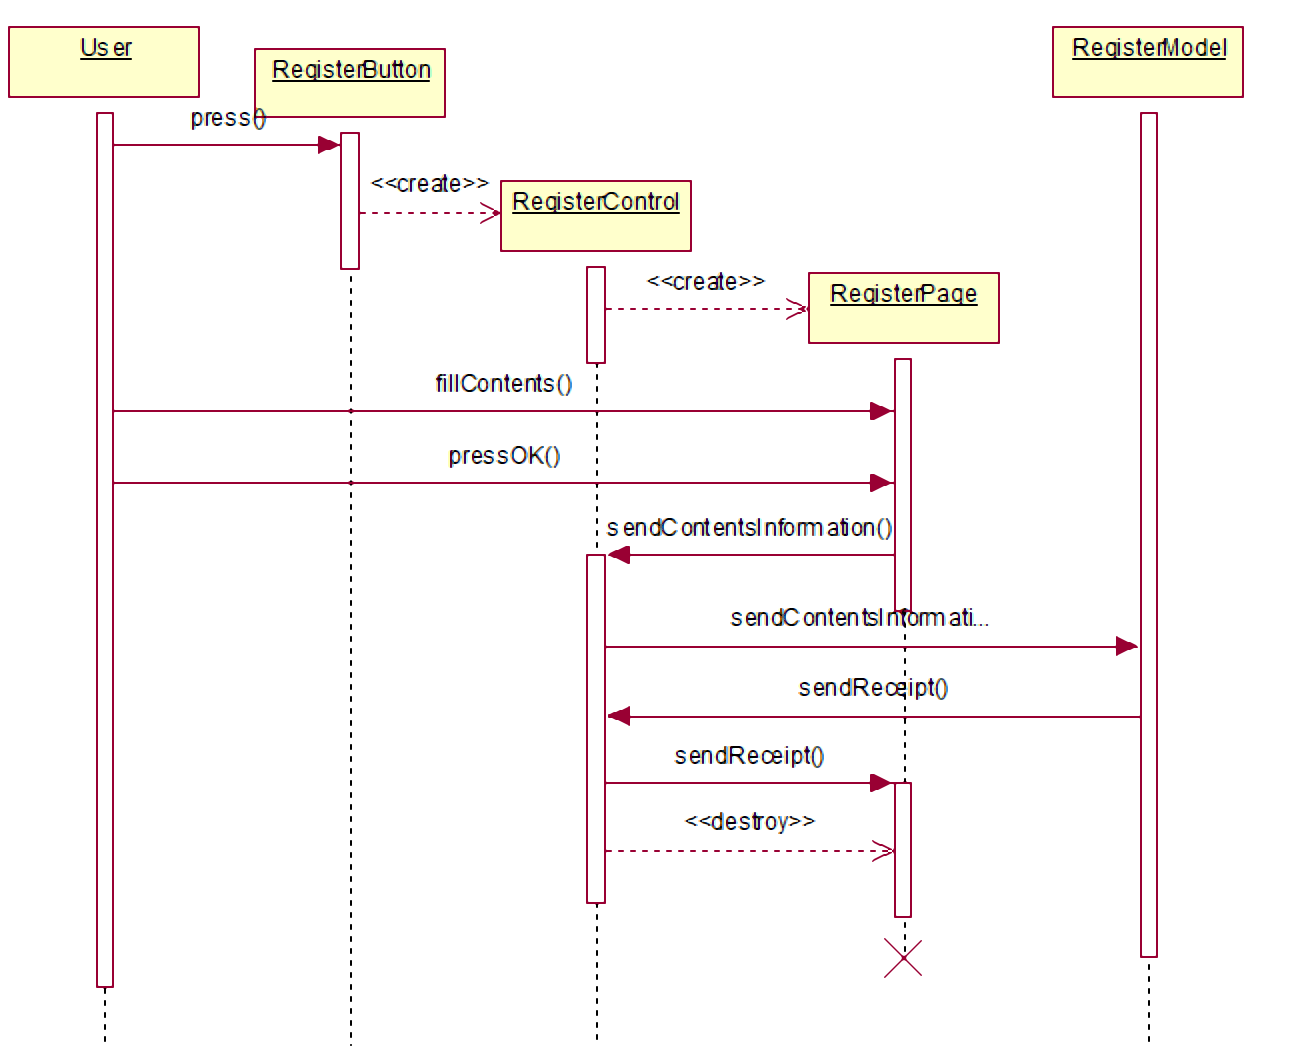 User
RegisterButton
RegisterModel
press()
<<create>>
RegisterControl
<<create>>
RegisterPage
fillContents()
pressOK()
sendContentsInformation()
sendContentsInformati...
sendReceipt()
sendReceipt()
<<destroy>>